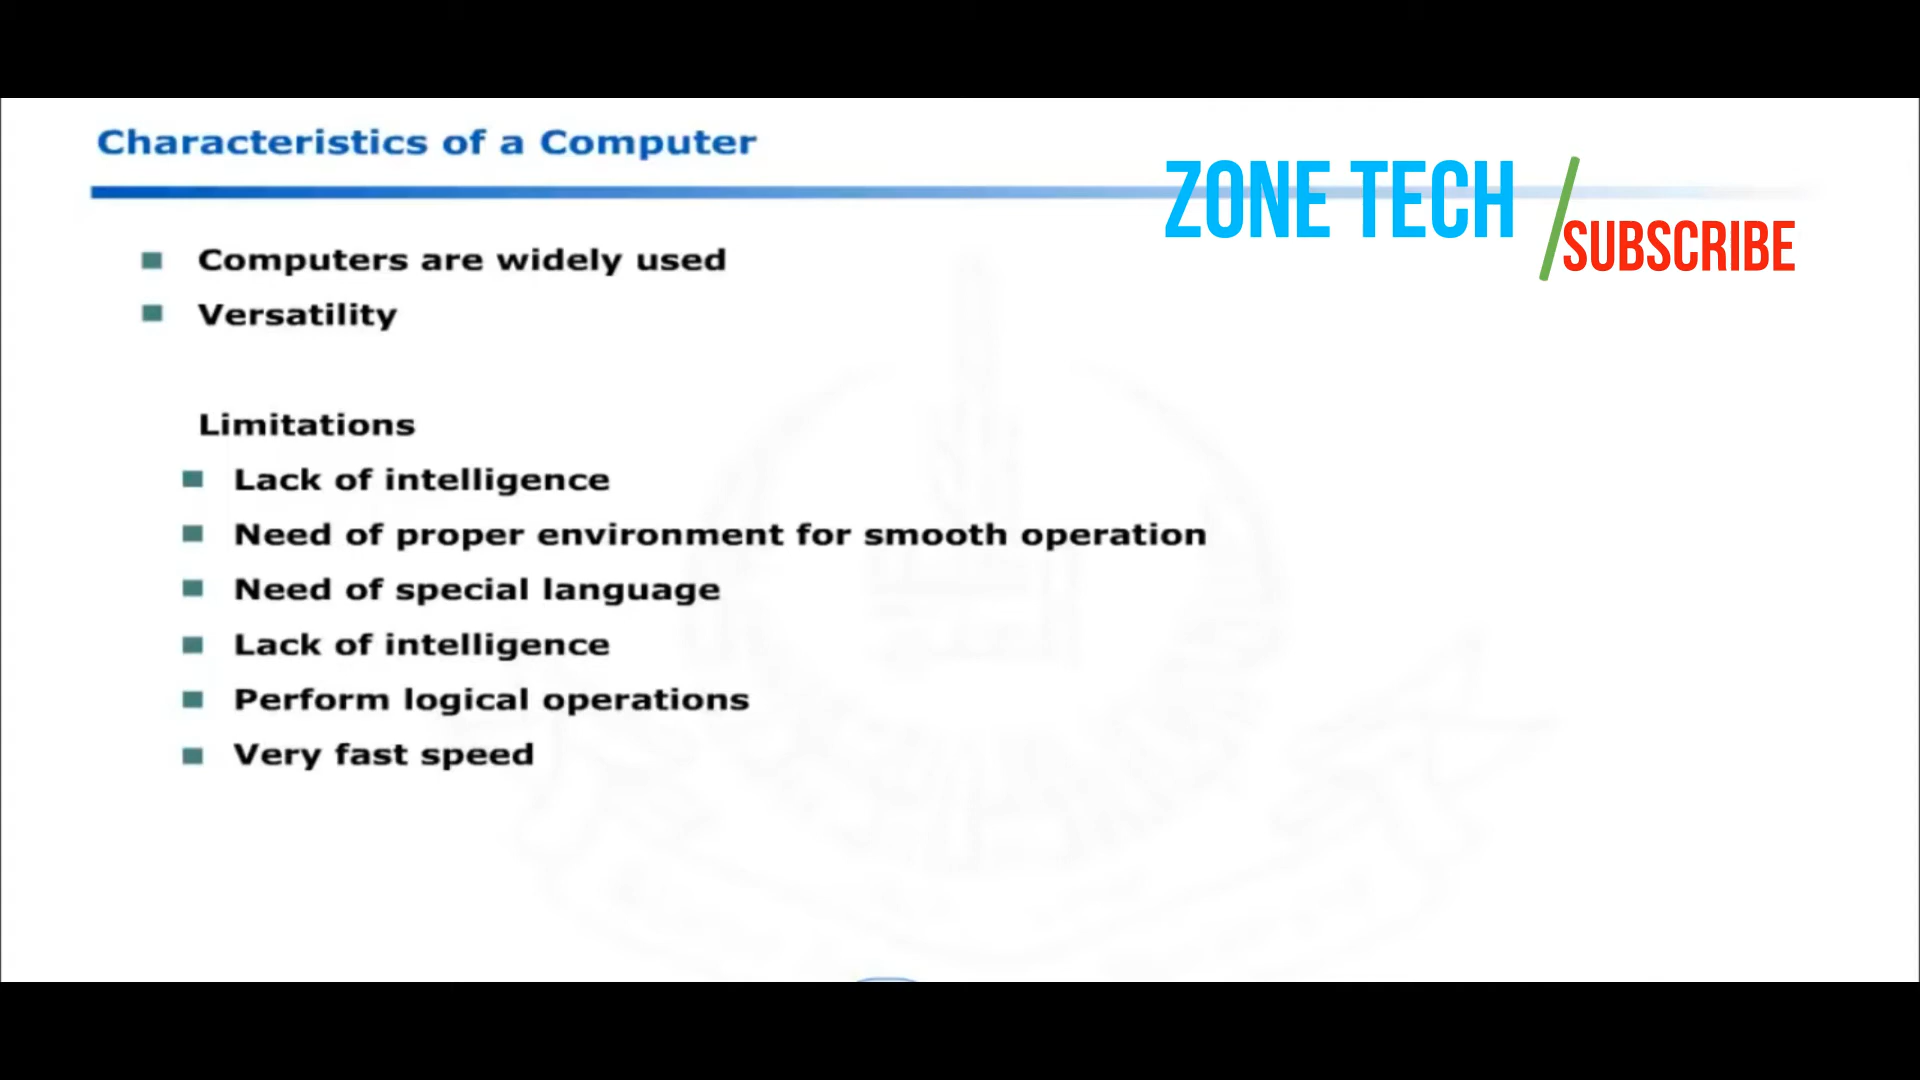 Characteristics of a Computer
ZONE TECH
SUBSCRIBE
Computers are widely used
Versatility
Limitations
Lack of intelligence
Need of proper environment for smooth operation
Need of special language
Lack of intelligence
Perform logical operations
Very fast speed